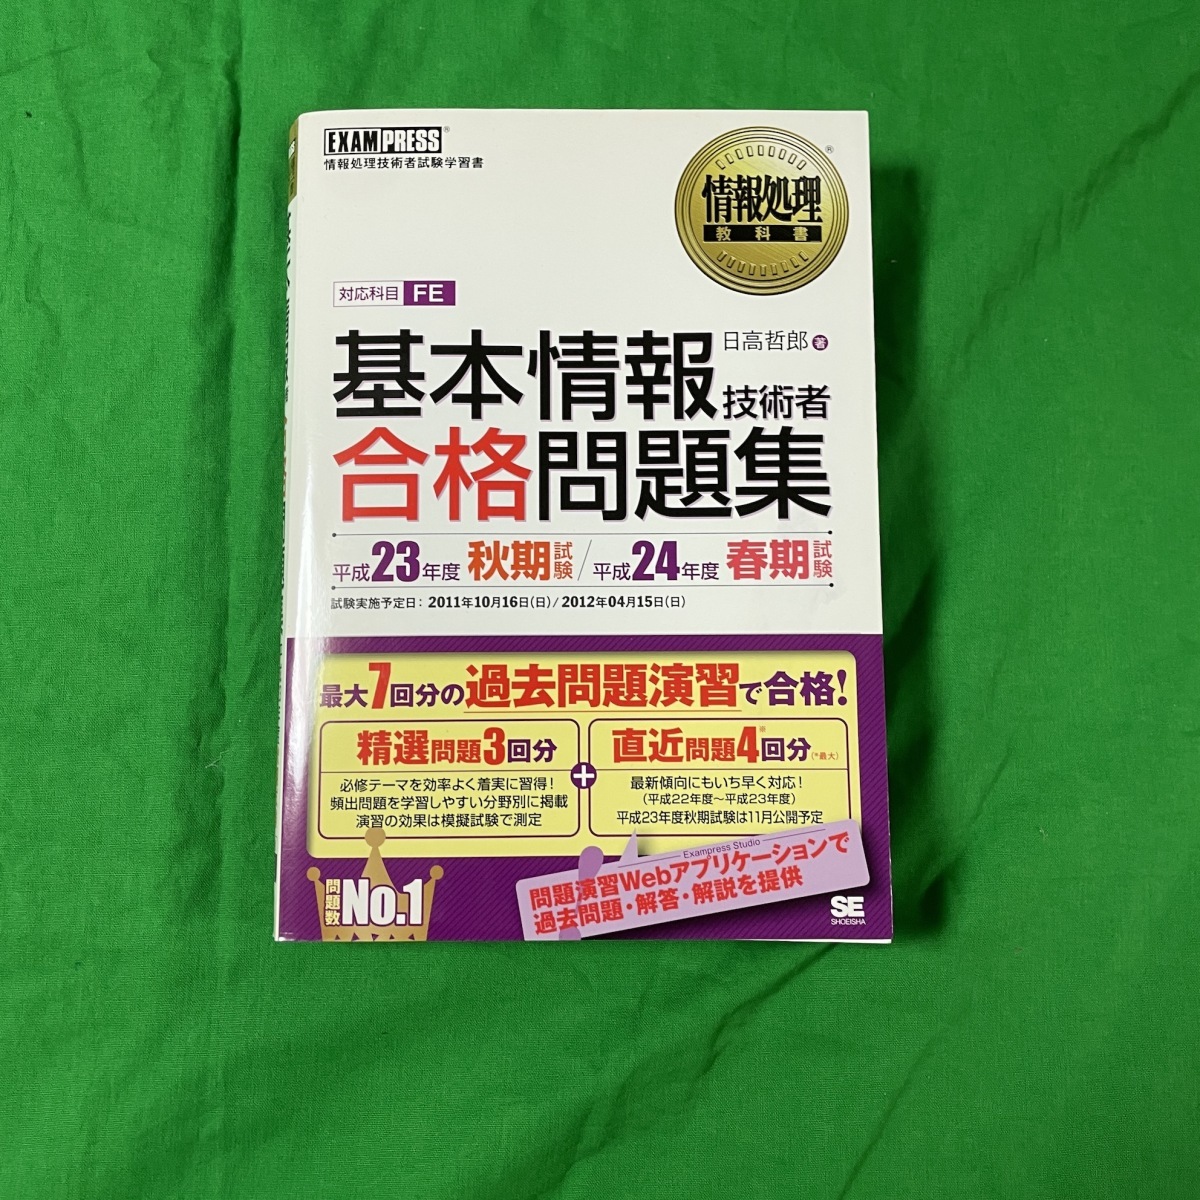 EXAMPRESS®
情報処理技術者試験学習書
情報処理
教科書
®
対応科目 FE
日高哲郎 著
基本情報技術者
合格問題集
平成23年度 秋期試験/平成24年度 春期試験
試験実施予定日：2011年10月16日(日)/2012年04月15日(日)
最大7回分の過去問題演習で合格!
精選問題3回分
必修テーマを効率よく着実に習得!
頻出問題を学習しやすい分野別に掲載
演習の効果は模擬試験で測定
+
直近問題4※回分(※最大)
最新傾向にもいち早く対応!
(平成22年度〜平成23年度)
平成23年度秋期試験は11月公開予定
Exampress Studio
問題演習Webアプリケーションで
過去問題・解答・解説を提供
問題数 No.1
SE
SHOEISHA